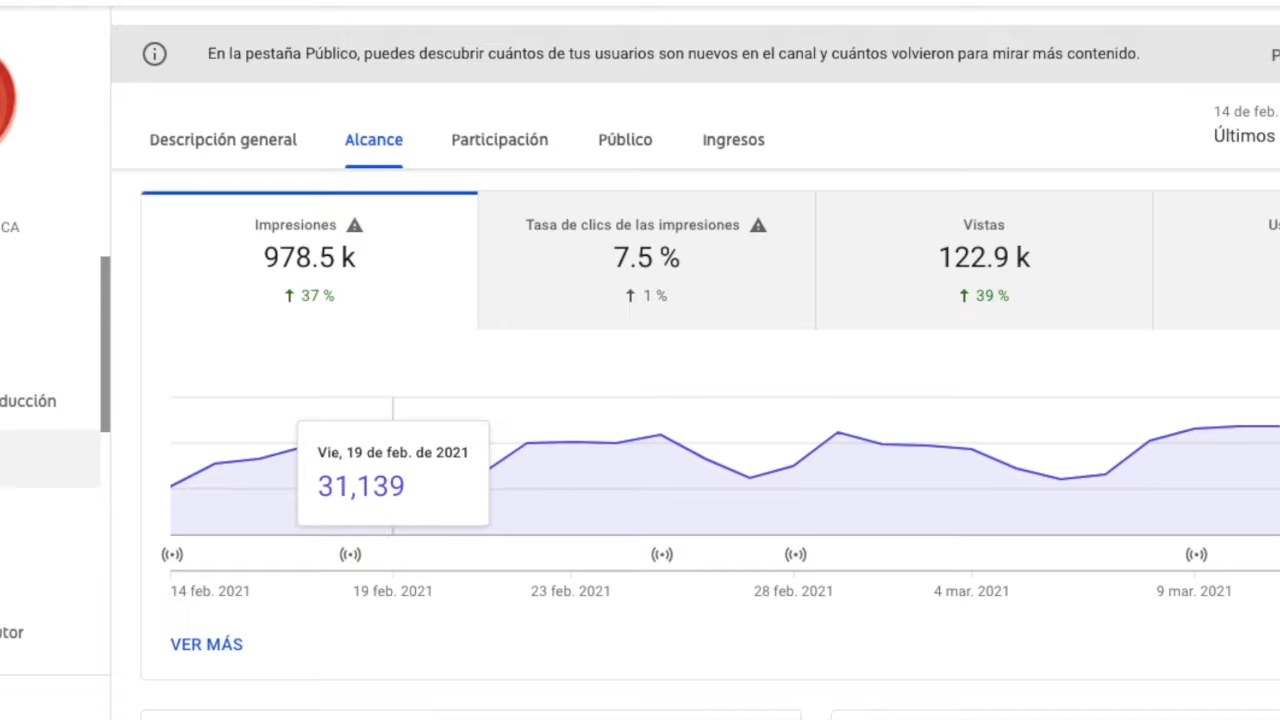 En la pestaña Público, puedes descubrir cuántos de tus usuarios son nuevos en el canal y cuántos volvieron para mirar más contenido.
14 de feb.
Últimos
Descripción general Alcance Participación Público Ingresos
CA
Impresiones Tasa de clics de las impresiones Vistas
978.5 k 7.5 % 122.9 k
37 % 1 % 39 %
ducción
Vie, 19 de feb. de 2021
31,139
14 feb. 2021 19 feb. 2021 23 feb. 2021 28 feb. 2021 4 mar. 2021 9 mar. 2021
utor
VER MÁS